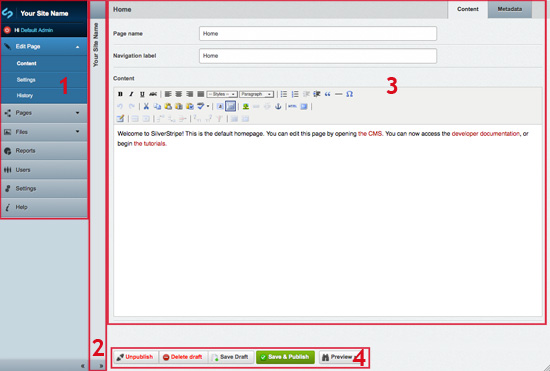 Your Site Name
Hi Default Admin
Edit Page
Content
Settings
History
1
Pages
Files
Reports
Users
Settings
Help
«
Your Site Name
2
»
Home
Content
Metadata
Page name
Home
Navigation label
Home
Content
3
B I U ABC - Styles - Paragraph “ — Ω
HTML
Welcome to SilverStripe! This is the default homepage. You can edit this page by opening the CMS. You can now access the developer documentation, or
begin the tutorials.
Unpublish Delete draft Save Draft Save & Publish Preview
4